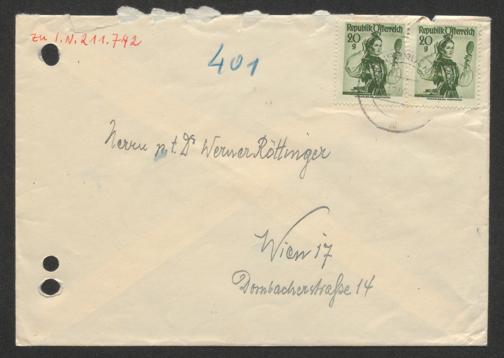 zu I.N. 211.742
401
Republik Österreich
20
g
Republik Österreich
20
g
Herrn p.t. Dr Werner Röttinger
Wien 17
Dornbacherstraße 14